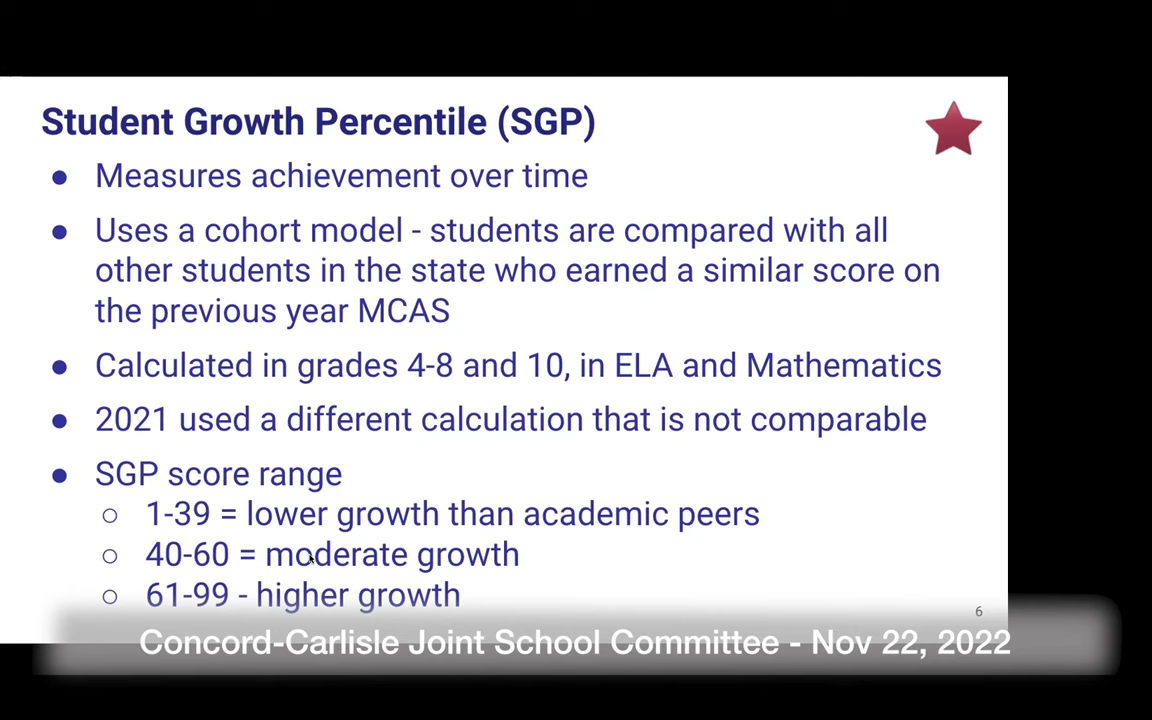 Student Growth Percentile (SGP)
● Measures achievement over time
● Uses a cohort model - students are compared with all
other students in the state who earned a similar score on
the previous year MCAS
● Calculated in grades 4-8 and 10, in ELA and Mathematics
● 2021 used a different calculation that is not comparable
● SGP score range
○ 1-39 = lower growth than academic peers
○ 40-60 = moderate growth
○ 61-99 - higher growth
6
Concord-Carlisle Joint School Committee - Nov 22, 2022